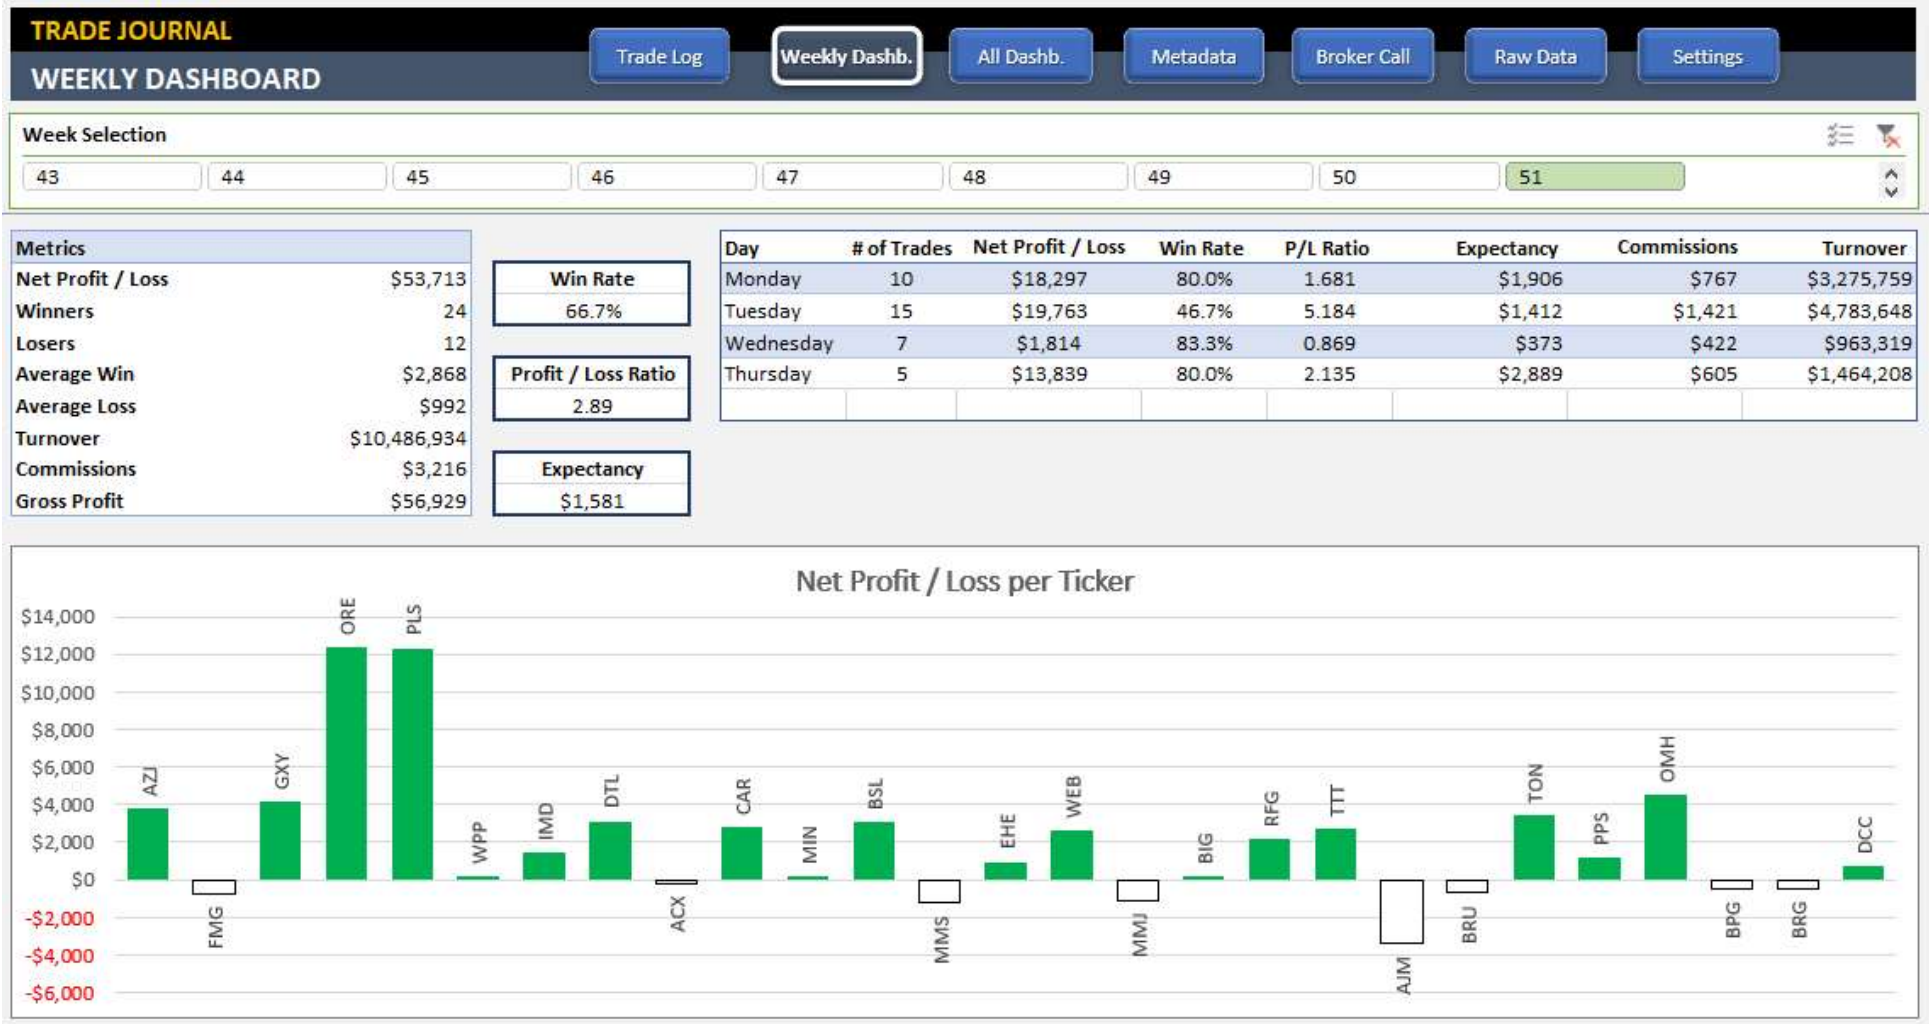 TRADE JOURNAL
WEEKLY DASHBOARD
Trade Log Weekly Dashb. All Dashb. Metadata Broker Call Raw Data Settings
Week Selection
43 44 45 46 47 48 49 50 51
Metrics
Net Profit / Loss $53,713
Winners 24
Losers 12
Average Win $2,868
Average Loss $992
Turnover $10,486,934
Commissions $3,216
Gross Profit $56,929
Win Rate
66.7%
Profit / Loss Ratio
2.89
Expectancy
$1,581
Day # of Trades Net Profit / Loss Win Rate P/L Ratio Expectancy Commissions Turnover
Monday 10 $18,297 80.0% 1.681 $1,906 $767 $3,275,759
Tuesday 15 $19,763 46.7% 5.184 $1,412 $1,421 $4,783,648
Wednesday 7 $1,814 83.3% 0.869 $373 $422 $963,319
Thursday 5 $13,839 80.0% 2.135 $2,889 $605 $1,464,208
Net Profit / Loss per Ticker
$14,000
$12,000
$10,000
$8,000
$6,000
$4,000
$2,000
$0
-$2,000
-$4,000
-$6,000
AZJ
FMG
GXY
ORE
PLS
WPP
IMD
DTL
ACX
CAR
MIN
BSL
MMS
EHE
WEB
MMJ
BIG
RFG
TTT
AJM
BRU
TON
PPS
OMH
BPG
BRG
DCC